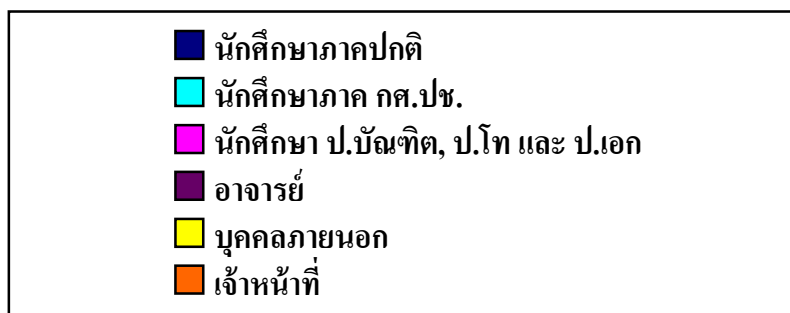 นักศึกษาภาคปกติ
นักศึกษาภาค กศ.ปช.
นักศึกษา ป.บัณฑิต, ป.โท และ ป.เอก
อาจารย์
บุคคลภายนอก
เจ้าหน้าที่